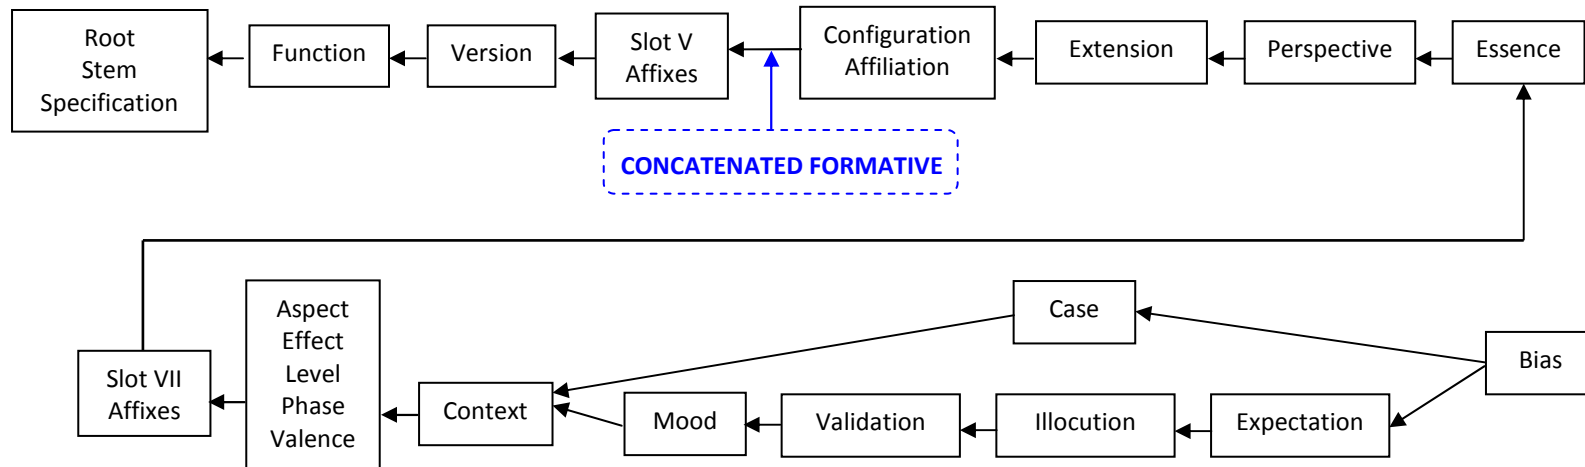 Root
Stem
Specification
Function
Version
Slot V
Affixes
Configuration
Affiliation
Extension
Perspective
Essence
CONCATENATED FORMATIVE
Slot VII
Affixes
Aspect
Effect
Level
Phase
Valence
Context
Case
Mood
Validation
Illocution
Expectation
Bias